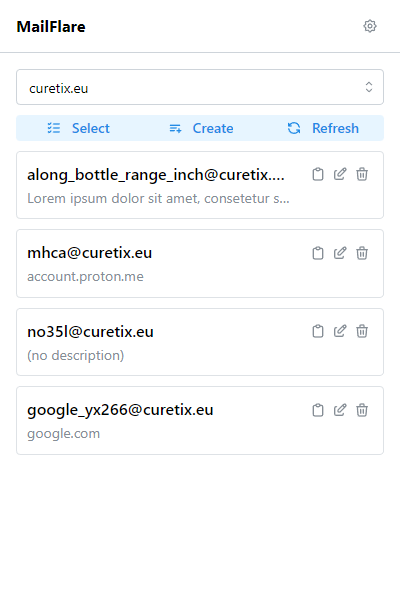 MailFlare
curetix.eu
Select Create Refresh
along_bottle_range_inch@curetix....
Lorem ipsum dolor sit amet, consetetur s...
mhca@curetix.eu
account.proton.me
no35l@curetix.eu
(no description)
google_yx266@curetix.eu
google.com